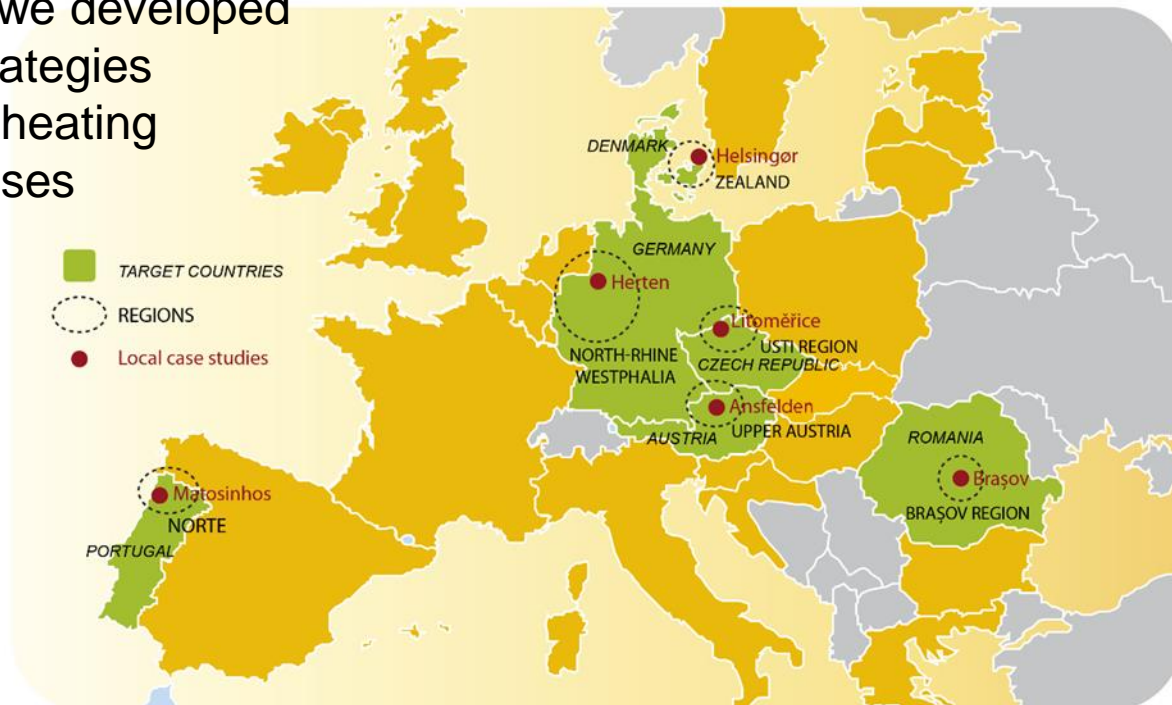 we developed
rategies
heating
ses
TARGET COUNTRIES
REGIONS
Local case studies
DENMARK
Helsingør
ZEALAND
GERMANY
Herten
NORTH-RHINE
WESTPHALIA
Litoměřice
USTI REGION
CZECH REPUBLIC
Ansfelden
UPPER AUSTRIA
AUSTRIA
ROMANIA
Brașov
BRAȘOV REGION
Matosinhos
NORTE
PORTUGAL